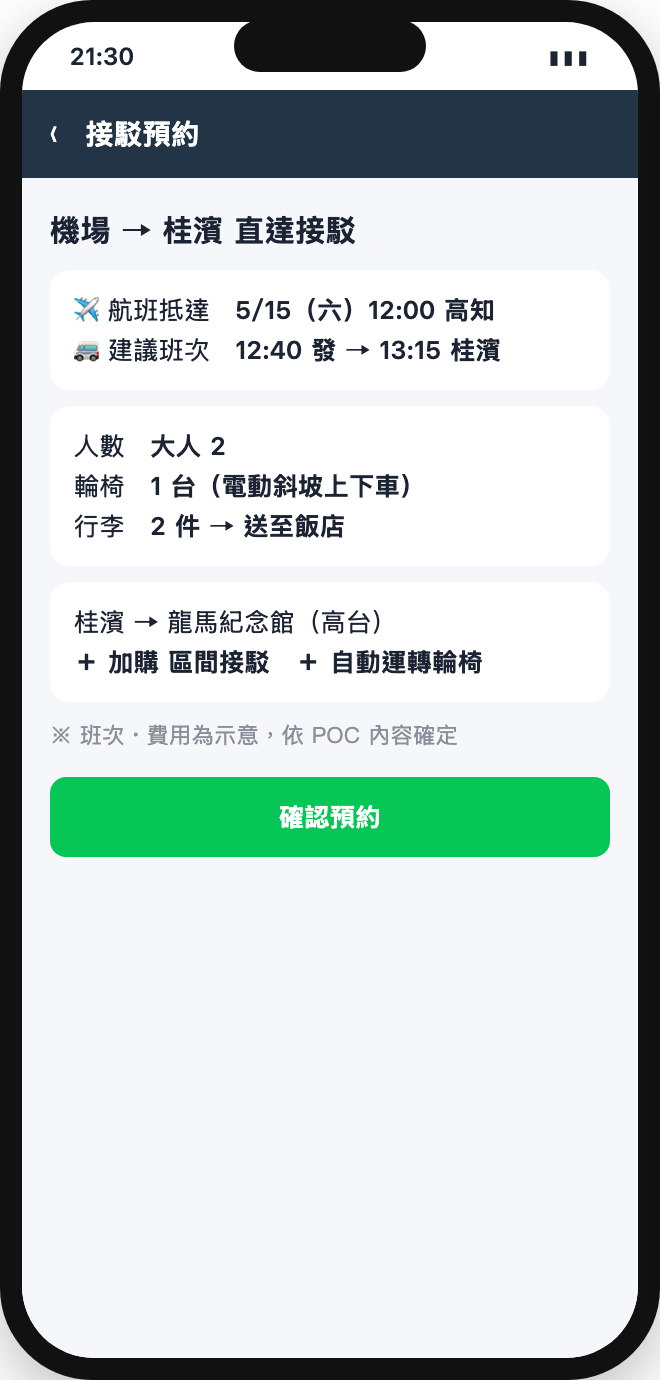 21:30
接駁預約
機場 → 桂濱 直達接駁
航班抵達 5/15（六）12:00 高知
建議班次 12:40 發 → 13:15 桂濱
人數 大人 2
輪椅 1 台（電動斜坡上下車）
行李 2 件 → 送至飯店
桂濱 → 龍馬紀念館（高台）
＋ 加購 區間接駁 ＋ 自動運轉輪椅
※ 班次・費用為示意，依 POC 內容確定
確認預約